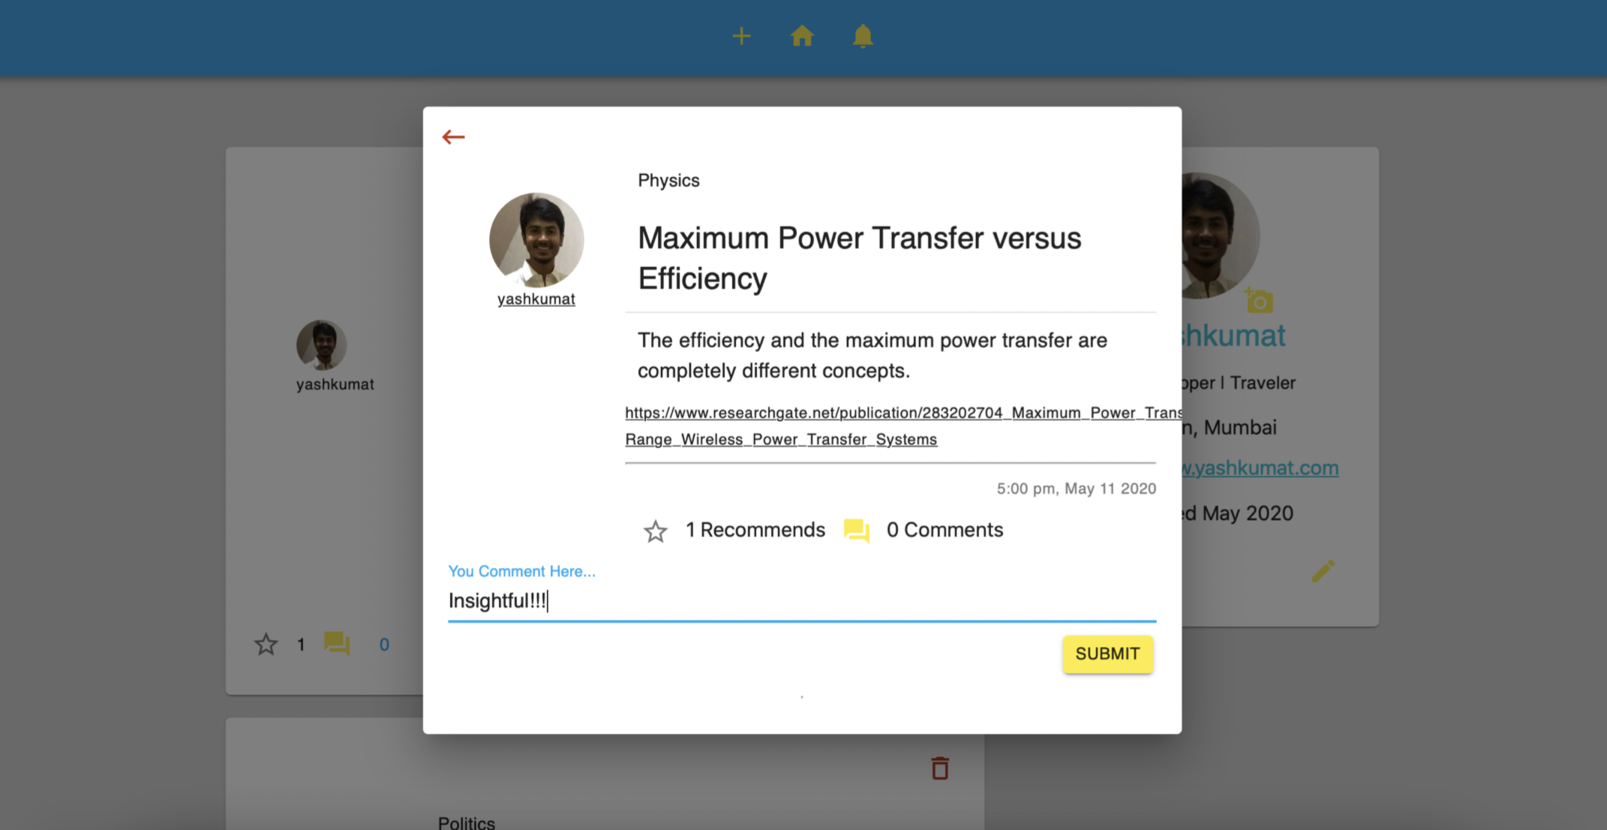 Physics
Maximum Power Transfer versus
Efficiency
yashkumat
The efficiency and the maximum power transfer are
completely different concepts.
https://www.researchgate.net/publication/283202704_Maximum_Power_Trans
Range_Wireless_Power_Transfer_Systems
5:00 pm, May 11 2020
1 Recommends 0 Comments
You Comment Here...
Insightful!!!
SUBMIT
yashkumat
1 0
shkumat
oper | Traveler
n, Mumbai
w.yashkumat.com
ed May 2020
Politics